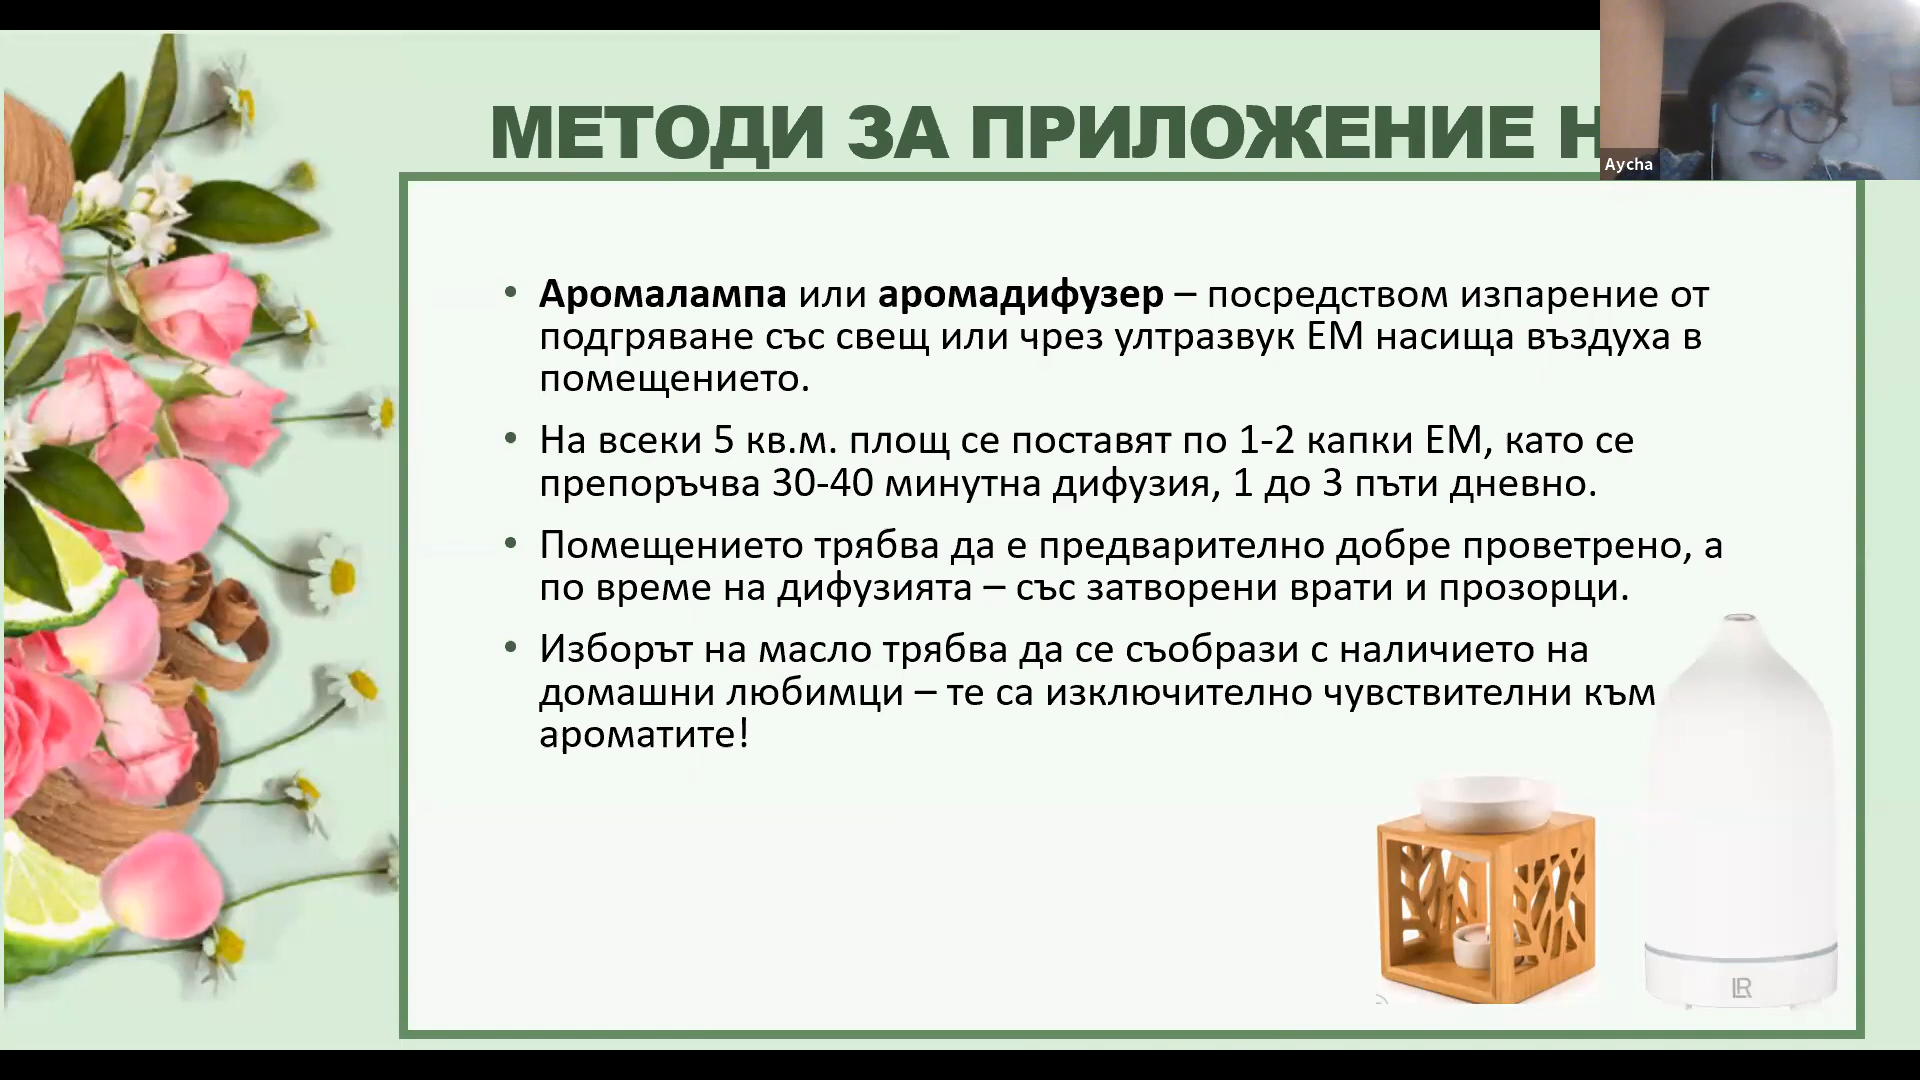 МЕТОДИ ЗА ПРИЛОЖЕНИЕ
Aycha
• Аромалампа или аромадифузер – посредством изпарение от
подгряване със свещ или чрез ултразвук ЕМ насища въздуха в
помещението.
• На всеки 5 кв.м. площ се поставят по 1-2 капки ЕМ, като се
препоръчва 30-40 минутна дифузия, 1 до 3 пъти дневно.
• Помещението трябва да е предварително добре проветрено, а
по време на дифузията – със затворени врати и прозорци.
• Изборът на масло трябва да се съобрази с наличието на
домашни любимци – те са изключително чувствителни към
ароматите!
LR